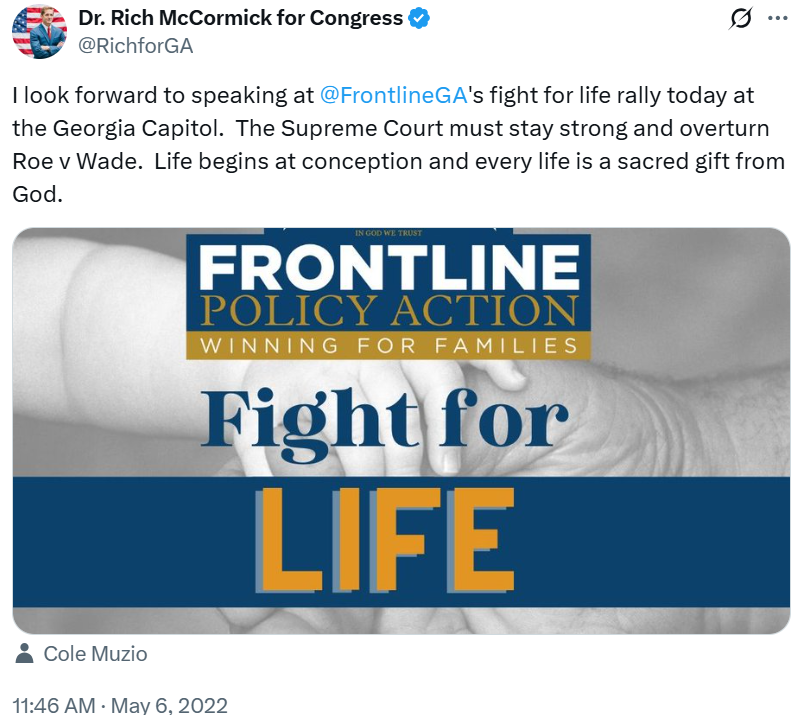 Dr. Rich McCormick for Congress
@RichforGA
I look forward to speaking at @FrontlineGA's fight for life rally today at
the Georgia Capitol.  The Supreme Court must stay strong and overturn
Roe v Wade.  Life begins at conception and every life is a sacred gift from
God.
IN GOD WE TRUST
FRONTLINE
POLICY ACTION
WINNING FOR FAMILIES
Fight for
LIFE
Cole Muzio
11:46 AM · May 6, 2022